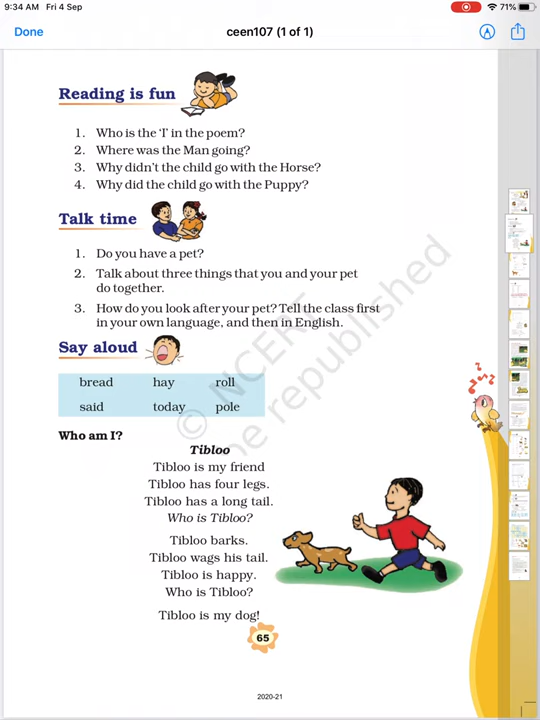 9:34 AM Fri 4 Sep
71%
Done
ceen107 (1 of 1)
Reading is fun
1. Who is the 'I' in the poem?
2. Where was the Man going?
3. Why didn't the child go with the Horse?
4. Why did the child go with the Puppy?
Talk time
1. Do you have a pet?
2. Talk about three things that you and your pet
do together.
3. How do you look after your pet? Tell the class first
in your own language, and then in English.
Say aloud
bread hay roll
said today pole
Who am I?
Tibloo
Tibloo is my friend
Tibloo has four legs.
Tibloo has a long tail.
Who is Tibloo?
Tibloo barks.
Tibloo wags his tail.
Tibloo is happy.
Who is Tibloo?
Tibloo is my dog!
65
2020-21
© NCERT
be republished